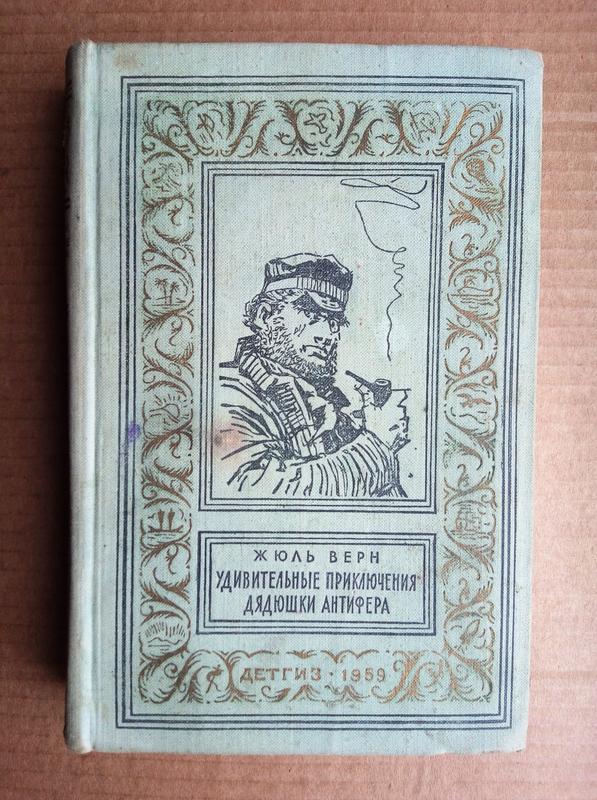 ЖЮЛЬ ВЕРН
УДИВИТЕЛЬНЫЕ ПРИКЛЮЧЕНИЯ
ДЯДЮШКИ АНТИФЕРА
ДЕТГИЗ · 1959